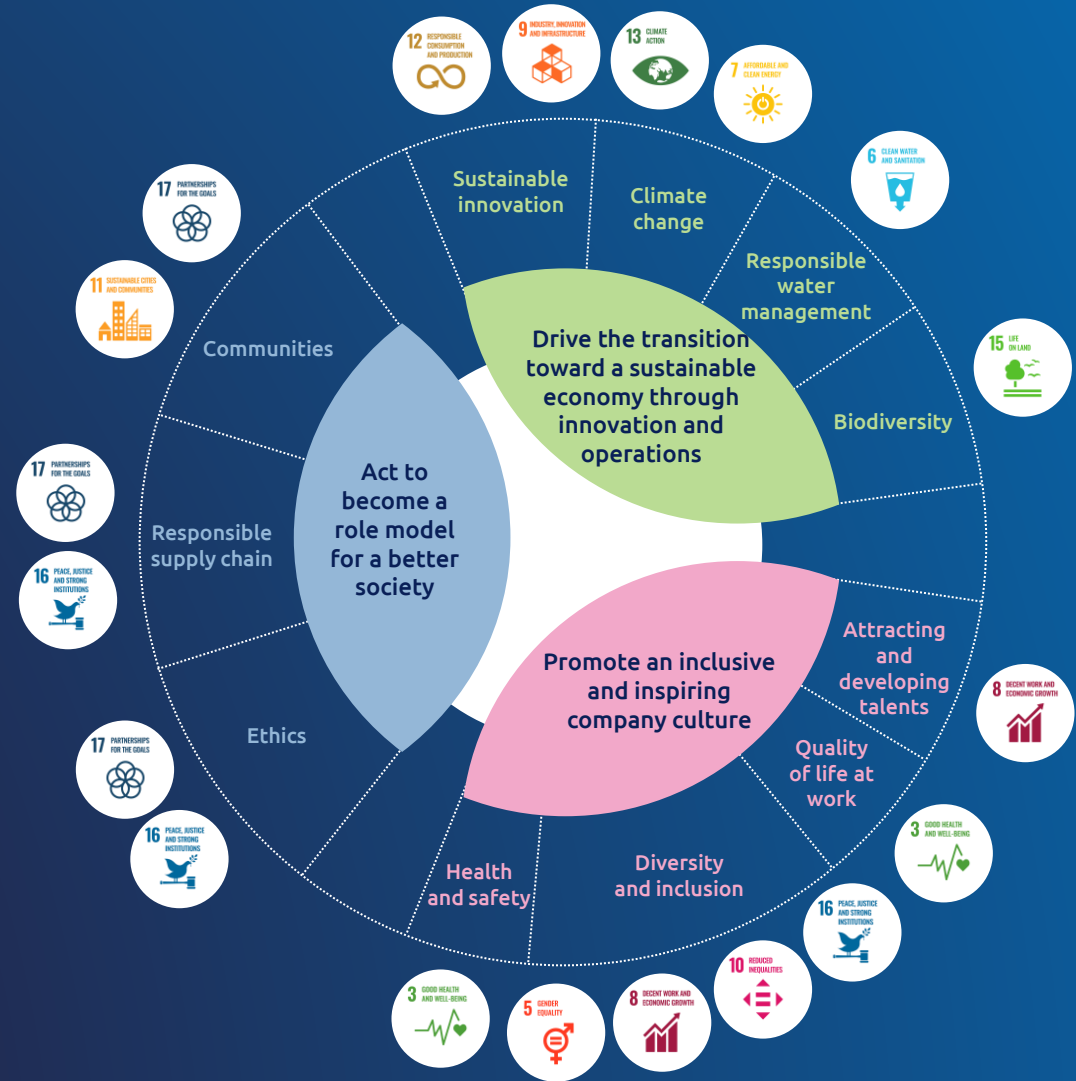 12 RESPONSIBLE
CONSUMPTION
AND PRODUCTION
9 INDUSTRY, INNOVATION
AND INFRASTRUCTURE
13 CLIMATE
ACTION
7 AFFORDABLE AND
CLEAN ENERGY
6 CLEAN WATER
AND SANITATION
15 LIFE
ON LAND
17 PARTNERSHIPS
FOR THE GOALS
11 SUSTAINABLE CITIES
AND COMMUNITIES
17 PARTNERSHIPS
FOR THE GOALS
16 PEACE, JUSTICE
AND STRONG
INSTITUTIONS
17 PARTNERSHIPS
FOR THE GOALS
16 PEACE, JUSTICE
AND STRONG
INSTITUTIONS
Sustainable
innovation
Climate
change
Responsible
water
management
Biodiversity
Drive the transition
toward a sustainable
economy through
innovation and
operations
Communities
Responsible
supply chain
Ethics
Act to
become a
role model
for a better
society
Promote an inclusive
and inspiring
company culture
Attracting
and
developing
talents
Quality
of life at
work
Diversity
and inclusion
Health
and safety
8 DECENT WORK AND
ECONOMIC GROWTH
3 GOOD HEALTH
AND WELL-BEING
16 PEACE, JUSTICE
AND STRONG
INSTITUTIONS
10 REDUCED
INEQUALITIES
8 DECENT WORK AND
ECONOMIC GROWTH
5 GENDER
EQUALITY
3 GOOD HEALTH
AND WELL-BEING